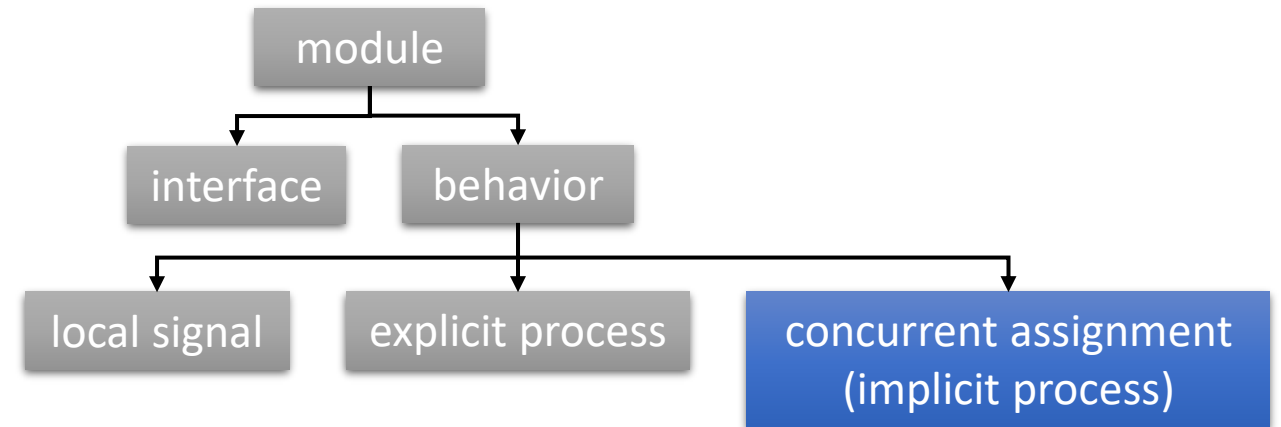 module
interface
behavior
local signal
explicit process
concurrent assignment
(implicit process)